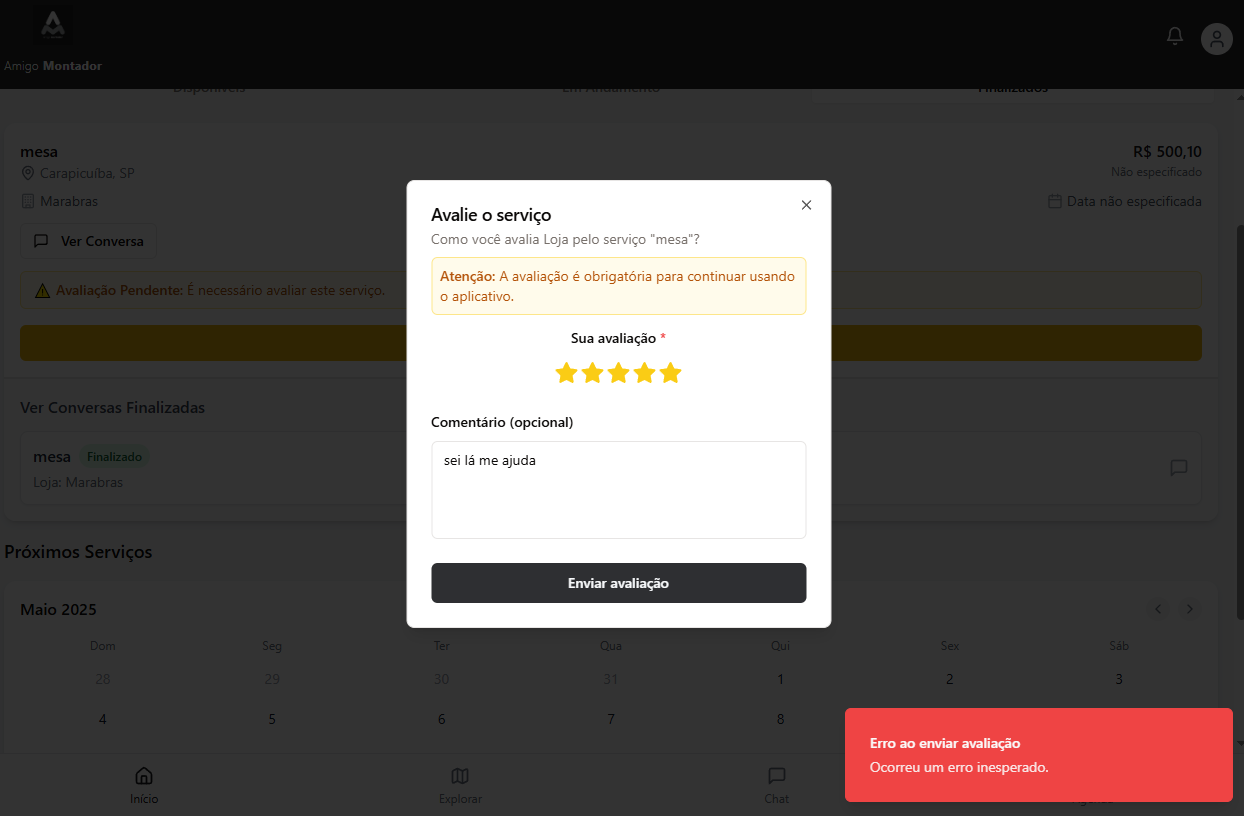 Amigo Montador
Disponíveis
Em Andamento
Finalizados
mesa
R$ 500,10
Carapicuíba, SP
Não especificado
Marabras
Data não especificada
Ver Conversa
Avaliação Pendente: É necessário avaliar este serviço.
Avalie o serviço
Como você avalia Loja pelo serviço "mesa"?
Atenção: A avaliação é obrigatória para continuar usando
o aplicativo.
Sua avaliação *
Comentário (opcional)
sei lá me ajuda
Enviar avaliação
Ver Conversas Finalizadas
mesa
Finalizado
Loja: Marabras
Próximos Serviços
Maio 2025
Dom Seg Ter Qua Qui Sex Sáb
28 29 30 31 1 2 3
4 5 6 7 8
Erro ao enviar avaliação
Ocorreu um erro inesperado.
Início
Explorar
Chat